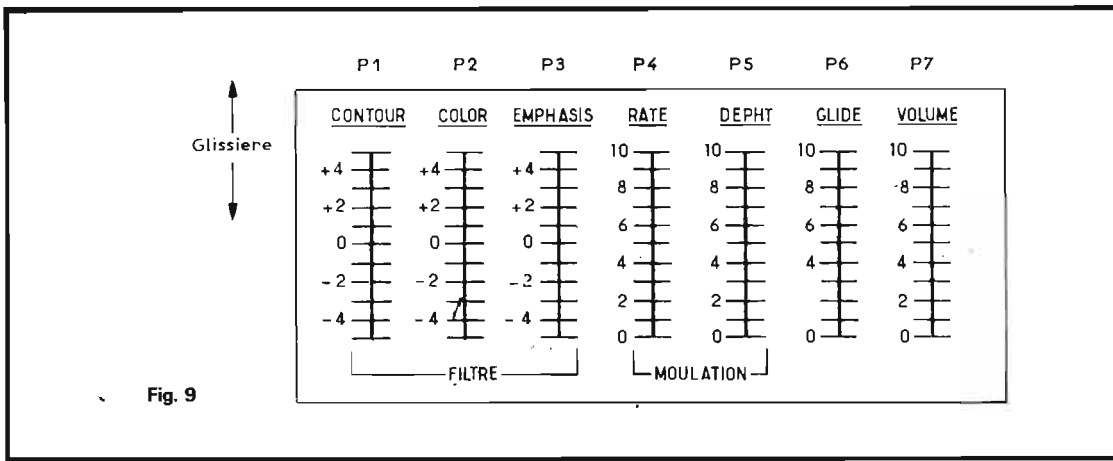 P1 P2 P3 P4 P5 P6 P7
CONTOUR COLOR EMPHASIS RATE DEPHT GLIDE VOLUME
Glissiere
10 10 10 10
+4 +4 +4
8 8 8 8
+2 +2 +2
6 6 6 6
0 0 0
4 4 4 4
-2 -2 -2
2 2 2
-4 -4 -4
0 0 0 0
FILTRE MOULATION
Fig. 9